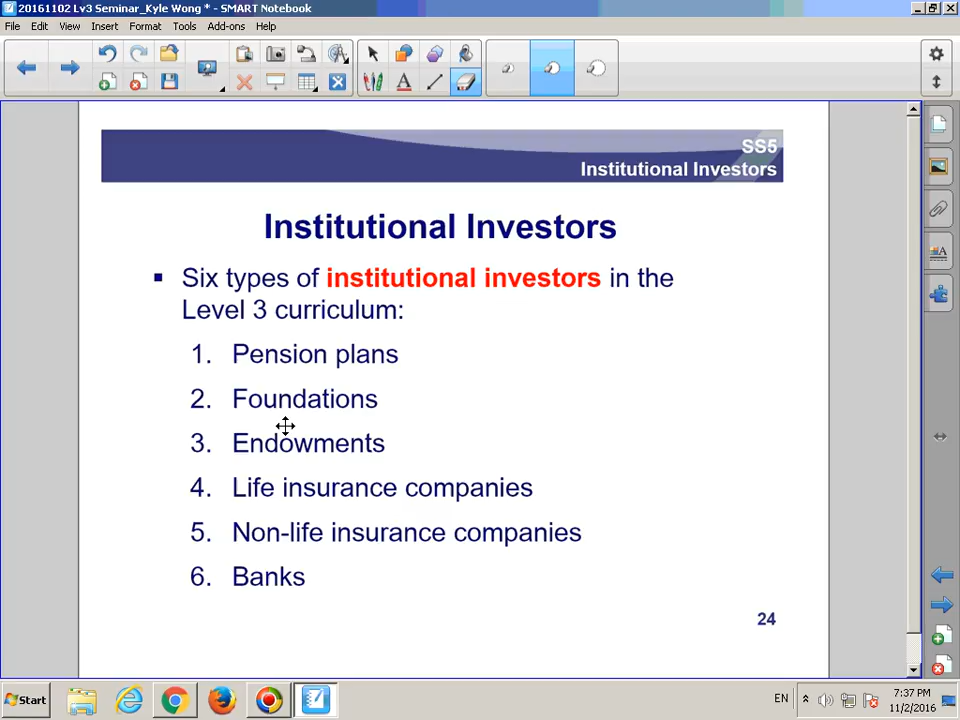 20161102 Lv3 Seminar_Kyle Wong * - SMART Notebook
File Edit View Insert Format Tools Add-ons Help
SS5
Institutional Investors
Institutional Investors
Six types of institutional investors in the
Level 3 curriculum:
1. Pension plans
2. Foundations
3. Endowments
4. Life insurance companies
5. Non-life insurance companies
6. Banks
24
Start
EN
7:37 PM
11/2/2016